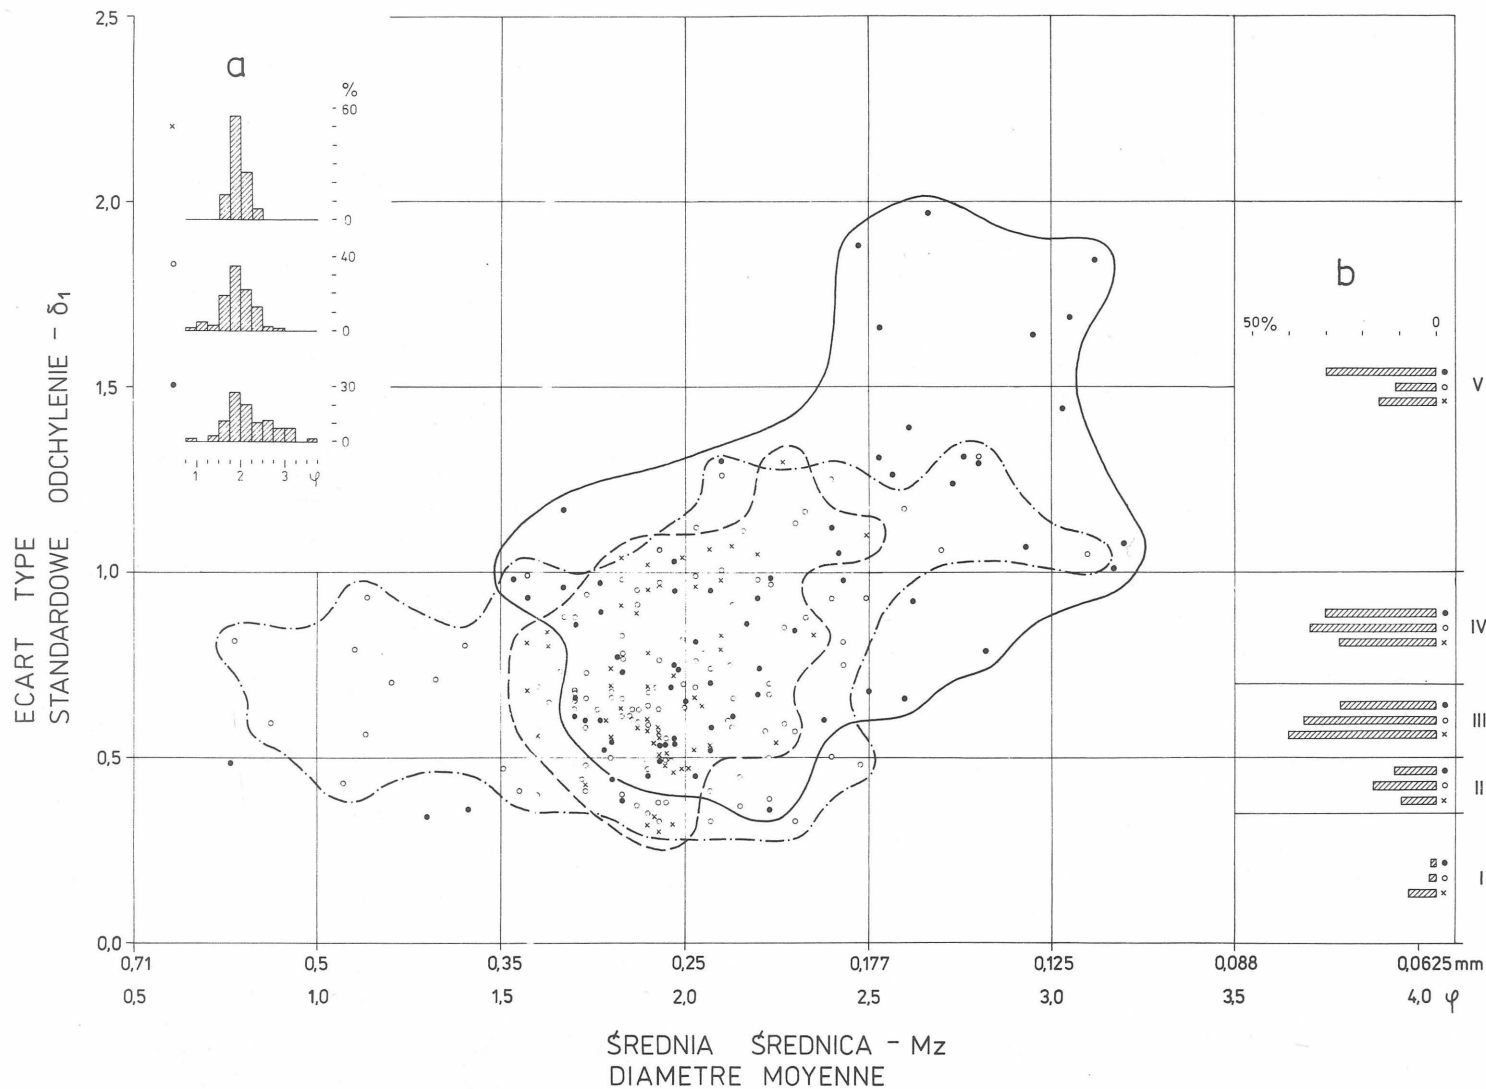 2,5
2,0
1,5
1,0
0,5
0,0
ECART TYPE
STANDARDOWE ODCHYLENIE – δ1
a
%
60
0
40
0
30
0
1 2 3 φ
b
50% 0
V
IV
III
II
I
0,71 0,5 0,35 0,25 0,177 0,125 0,088 0,0625 mm
0,5 1,0 1,5 2,0 2,5 3,0 3,5 4,0 φ
ŚREDNIA ŚREDNICA – Mz
DIAMETRE MOYENNE